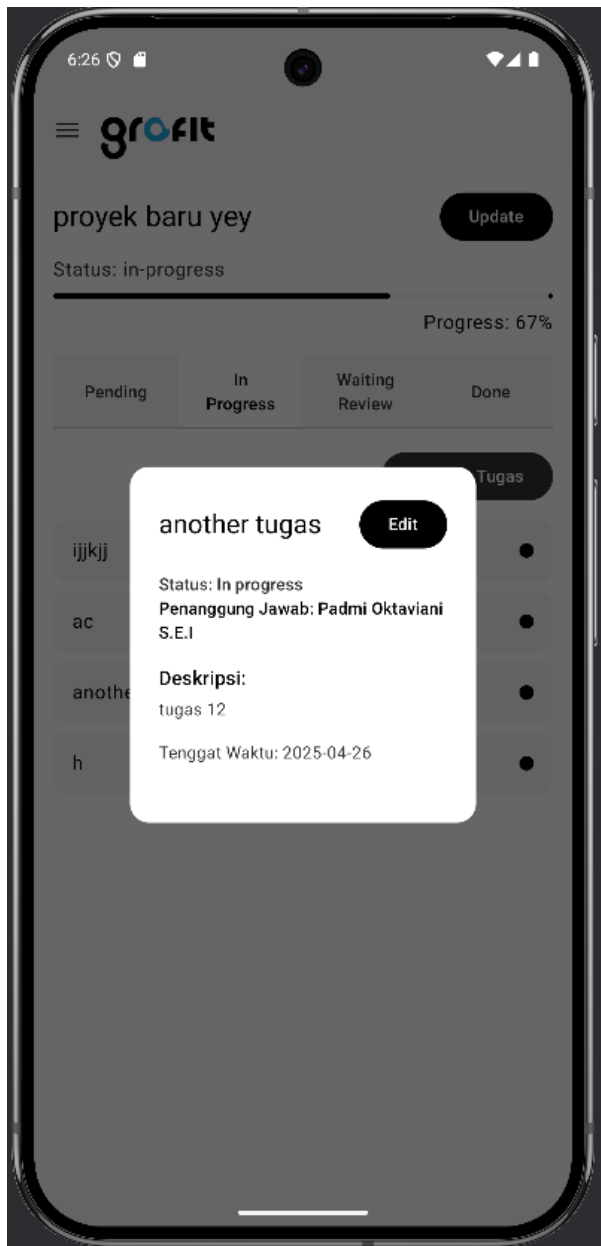 6:26
grofit
proyek baru yey
Update
Status: in-progress
Progress: 67%
Pending
In
Progress
Waiting
Review
Done
Tugas
another tugas
Edit
Status: In progress
Penanggung Jawab: Padmi Oktaviani
S.E.I
Deskripsi:
tugas 12
Tenggat Waktu: 2025-04-26
ijjkjj
ac
anothe
h